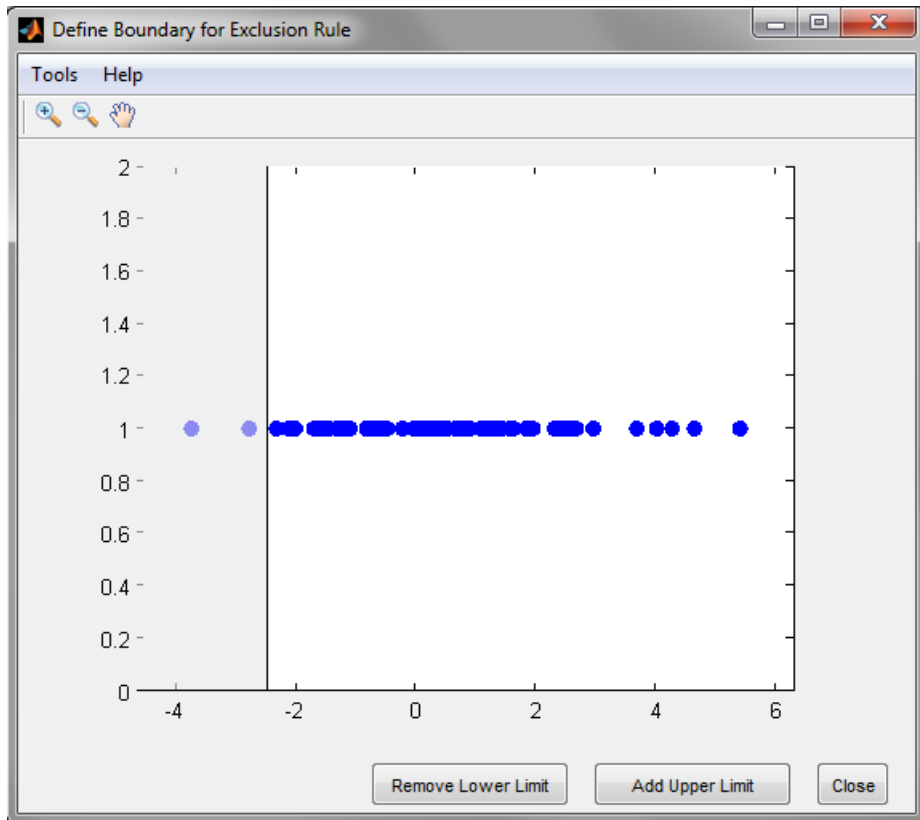 Define Boundary for Exclusion Rule
Tools Help
2
1.8
1.6
1.4
1.2
1
0.8
0.6
0.4
0.2
0
-4 -2 0 2 4 6
Remove Lower Limit Add Upper Limit Close